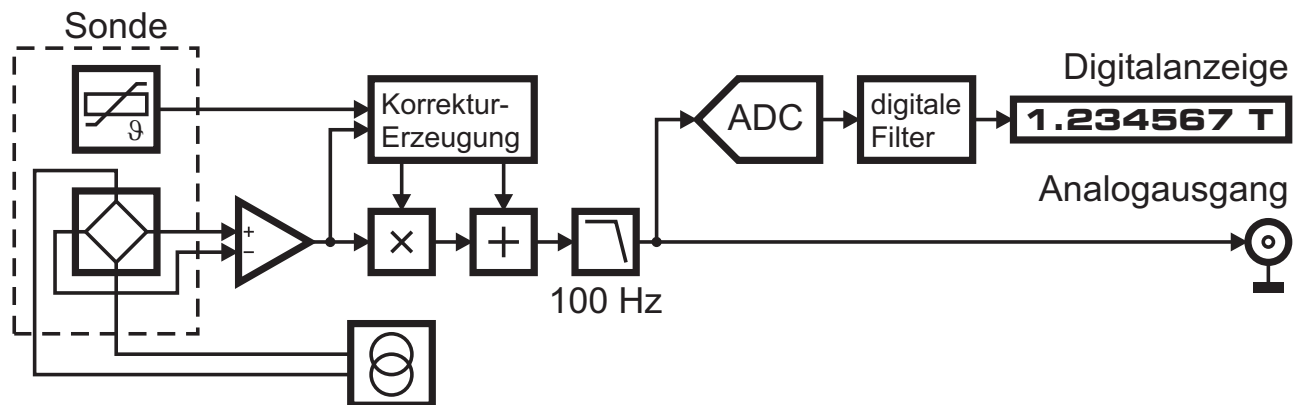 Sonde
ϑ
Korrektur-
Erzeugung
ADC
digitale
Filter
Digitalanzeige
1.234567 T
Analogausgang
+
−
×
+
100 Hz